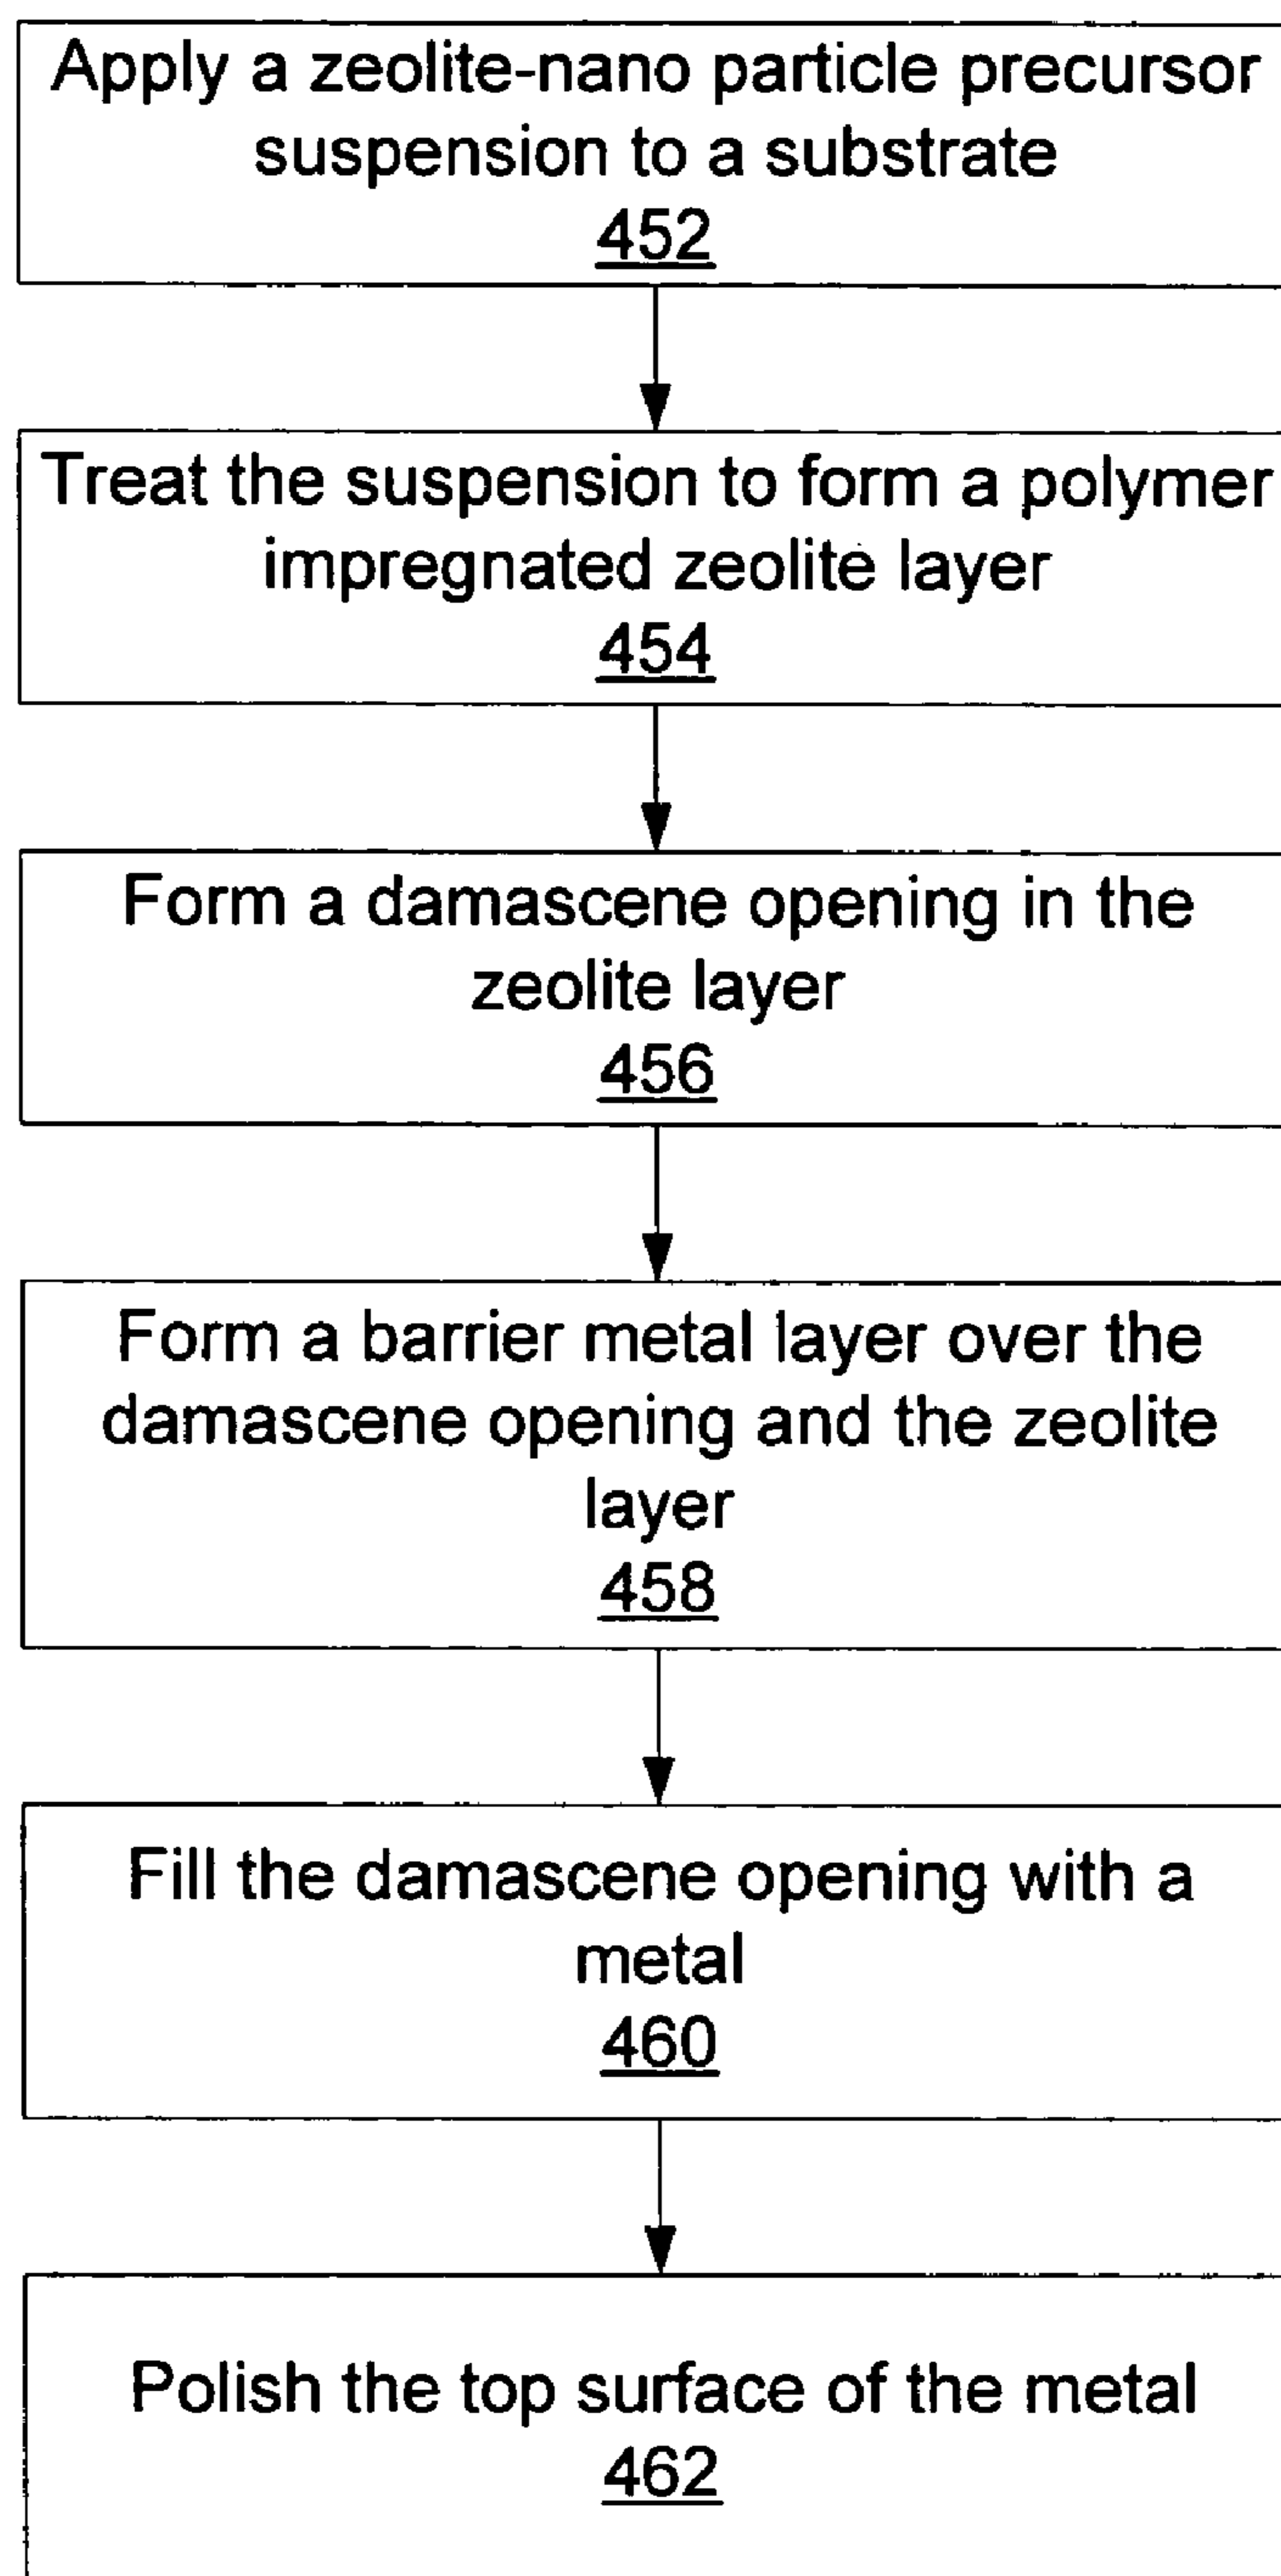 Apply a zeolite-nano particle precursor
suspension to a substrate
452
Treat the suspension to form a polymer
impregnated zeolite layer
454
Form a damascene opening in the
zeolite layer
456
Form a barrier metal layer over the
damascene opening and the zeolite
layer
458
Fill the damascene opening with a
metal
460
Polish the top surface of the metal
462